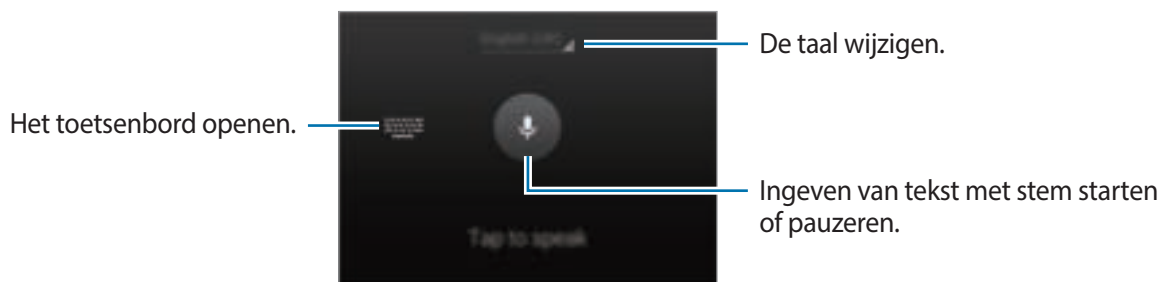 De taal wijzigen.
Het toetsenbord openen.
Ingeven van tekst met stem starten
of pauzeren.
Tap to speak